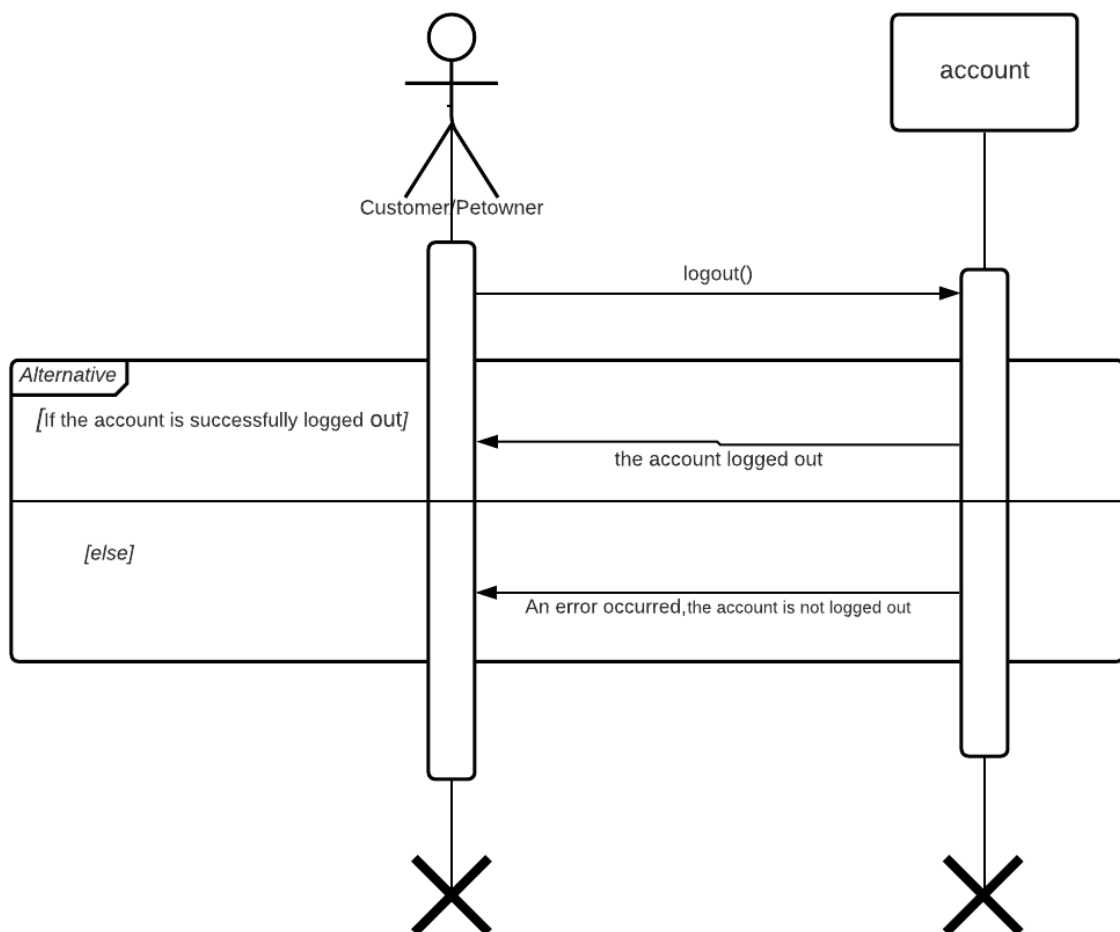 account
Customer/Petowner
logout()
Alternative
[If the account is successfully logged out]
the account logged out
[else]
An error occurred,the account is not logged out